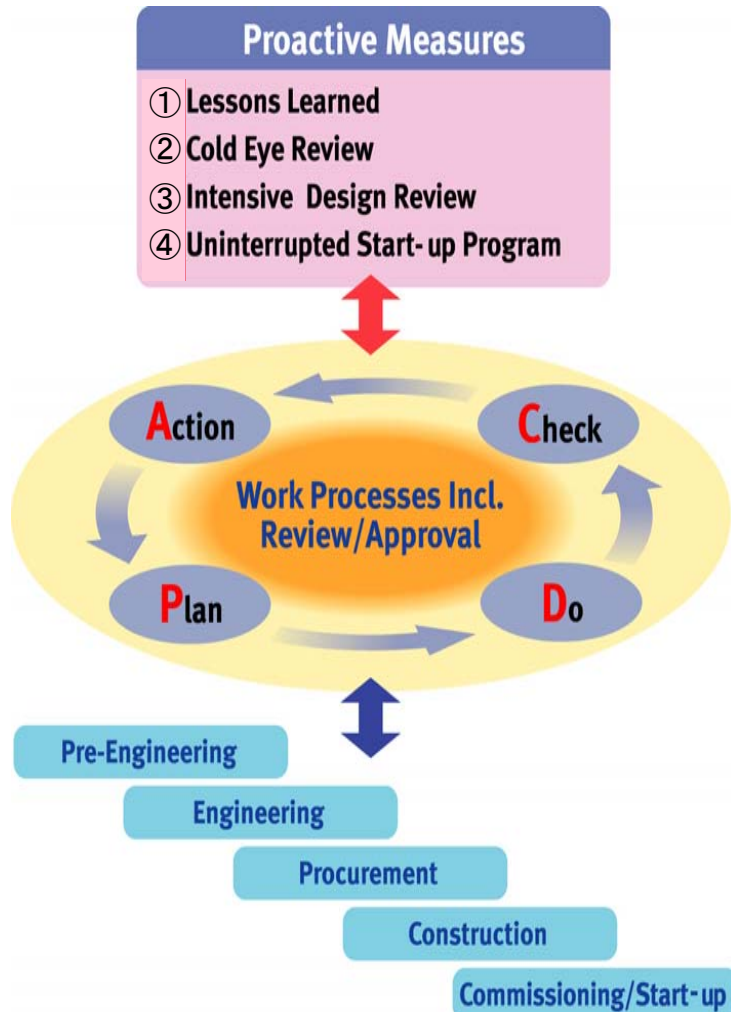 Proactive Measures
① Lessons Learned
② Cold Eye Review
③ Intensive Design Review
④ Uninterrupted Start-up Program
Action
Check
Work Processes Incl.
Review/Approval
Plan
Do
Pre-Engineering
Engineering
Procurement
Construction
Commissioning/Start-up